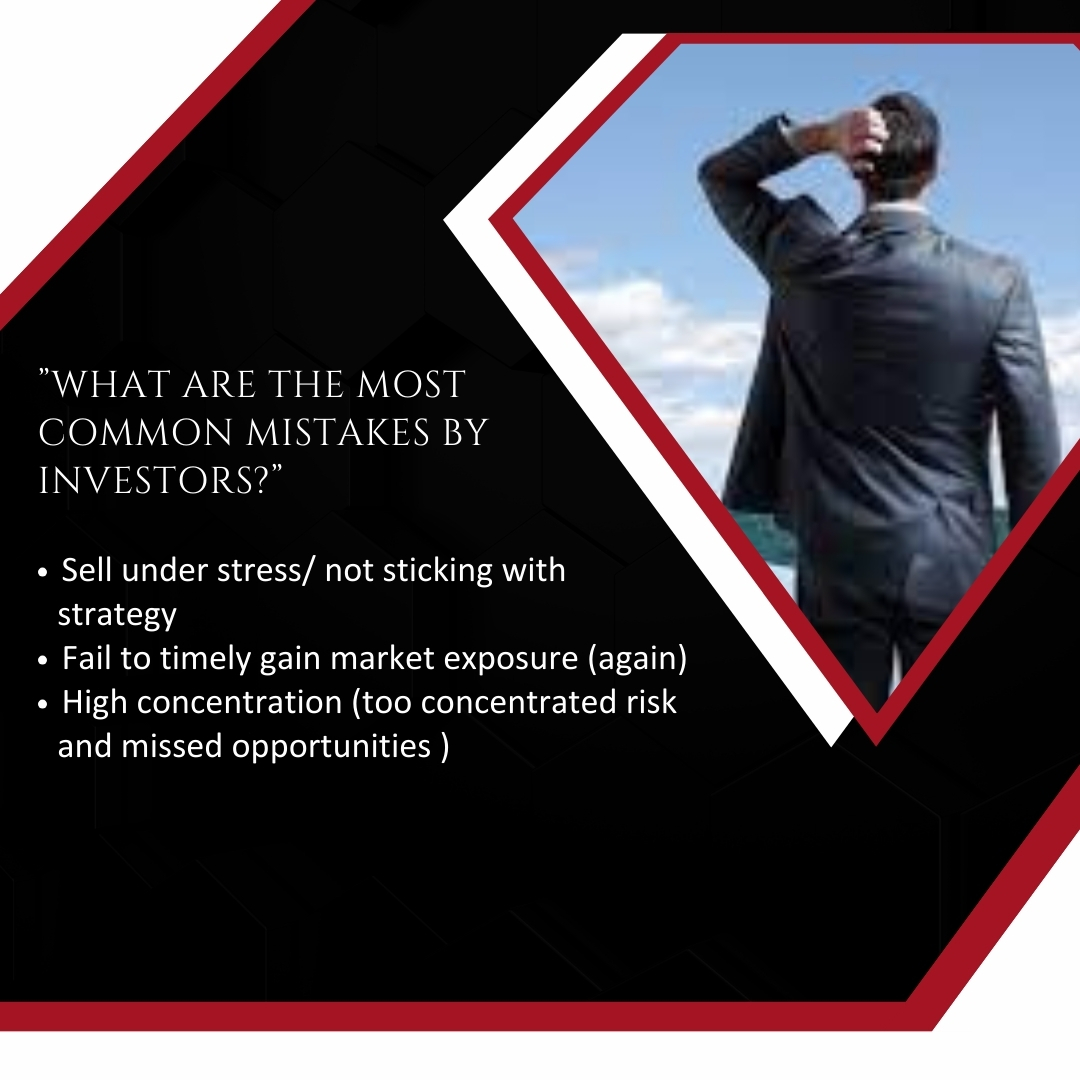 ”WHAT ARE THE MOST
COMMON MISTAKES BY
INVESTORS?”
• Sell under stress/ not sticking with
strategy
• Fail to timely gain market exposure (again)
• High concentration (too concentrated risk
and missed opportunities )